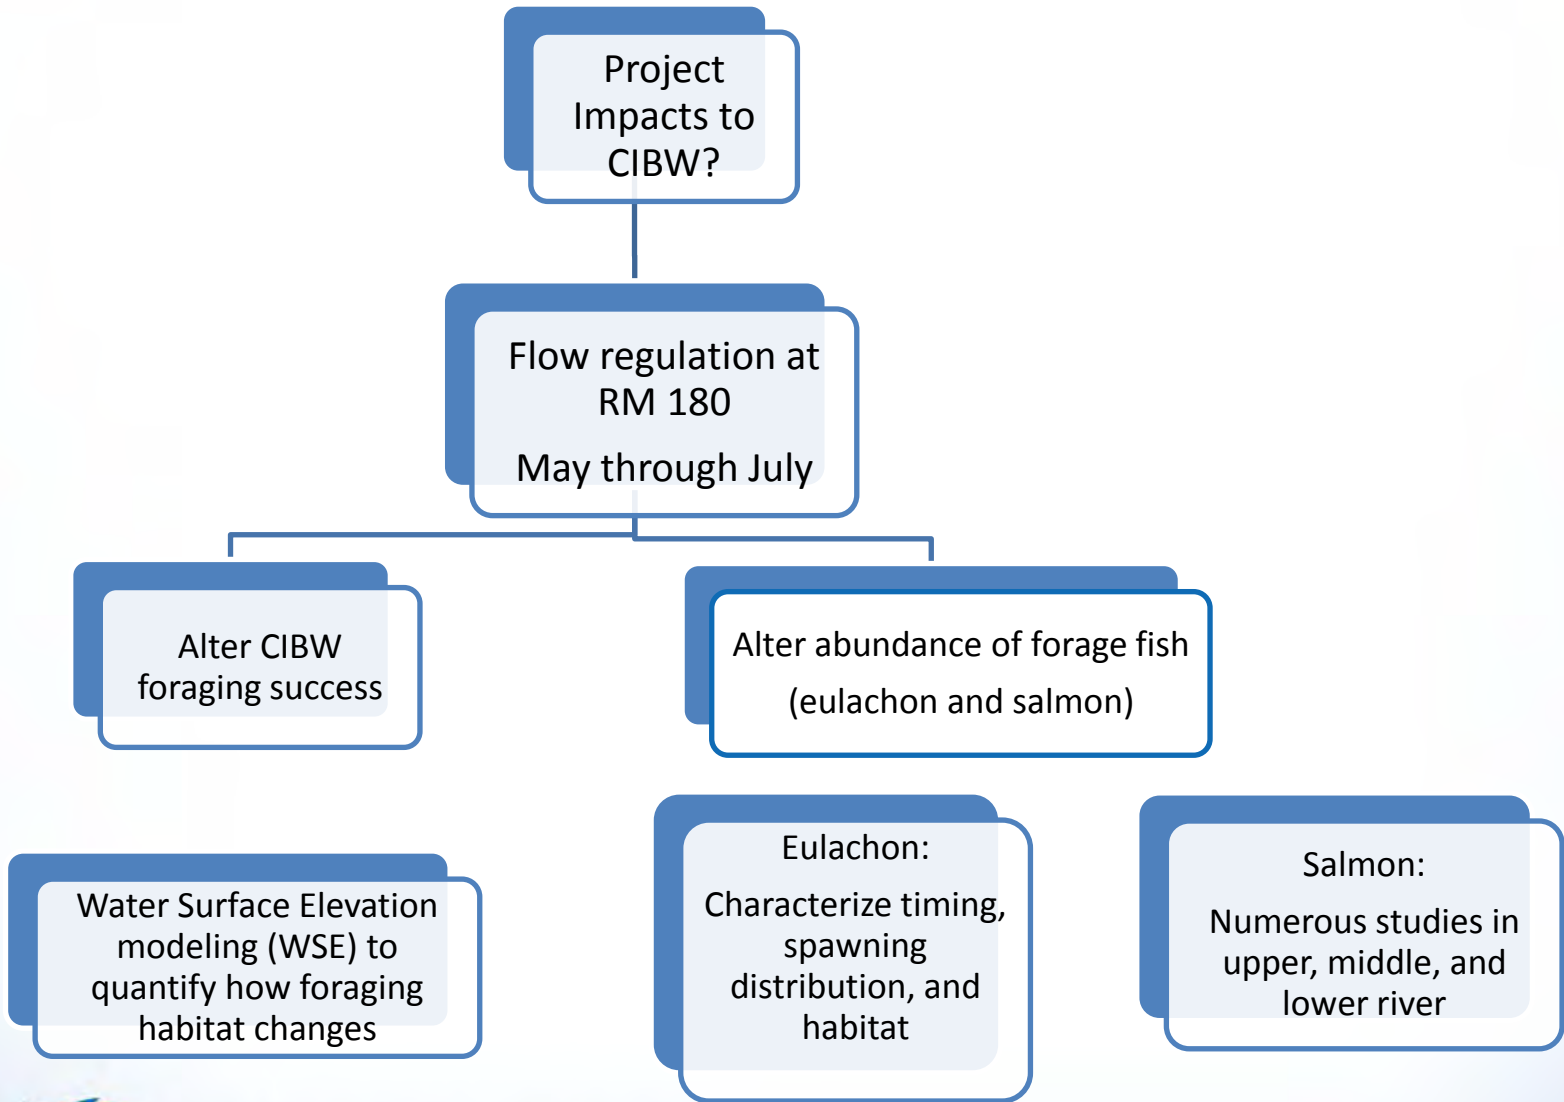 Project
Impacts to
CIBW?
Flow regulation at
RM 180
May through July
Alter CIBW
foraging success
Alter abundance of forage fish
(eulachon and salmon)
Water Surface Elevation
modeling (WSE) to
quantify how foraging
habitat changes
Eulachon:
Characterize timing,
spawning
distribution, and
habitat
Salmon:
Numerous studies in
upper, middle, and
lower river